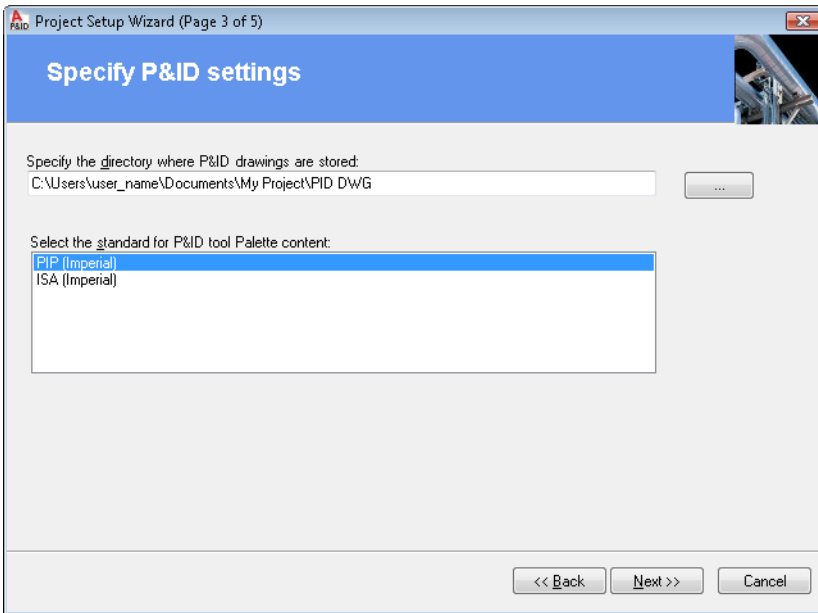 A P&ID Project Setup Wizard (Page 3 of 5)
Specify P&ID settings
Specify the directory where P&ID drawings are stored:
C:\Users\user_name\Documents\My Project\PID DWG
...
Select the standard for P&ID tool Palette content:
PIP (Imperial)
ISA (Imperial)
<< Back Next >> Cancel